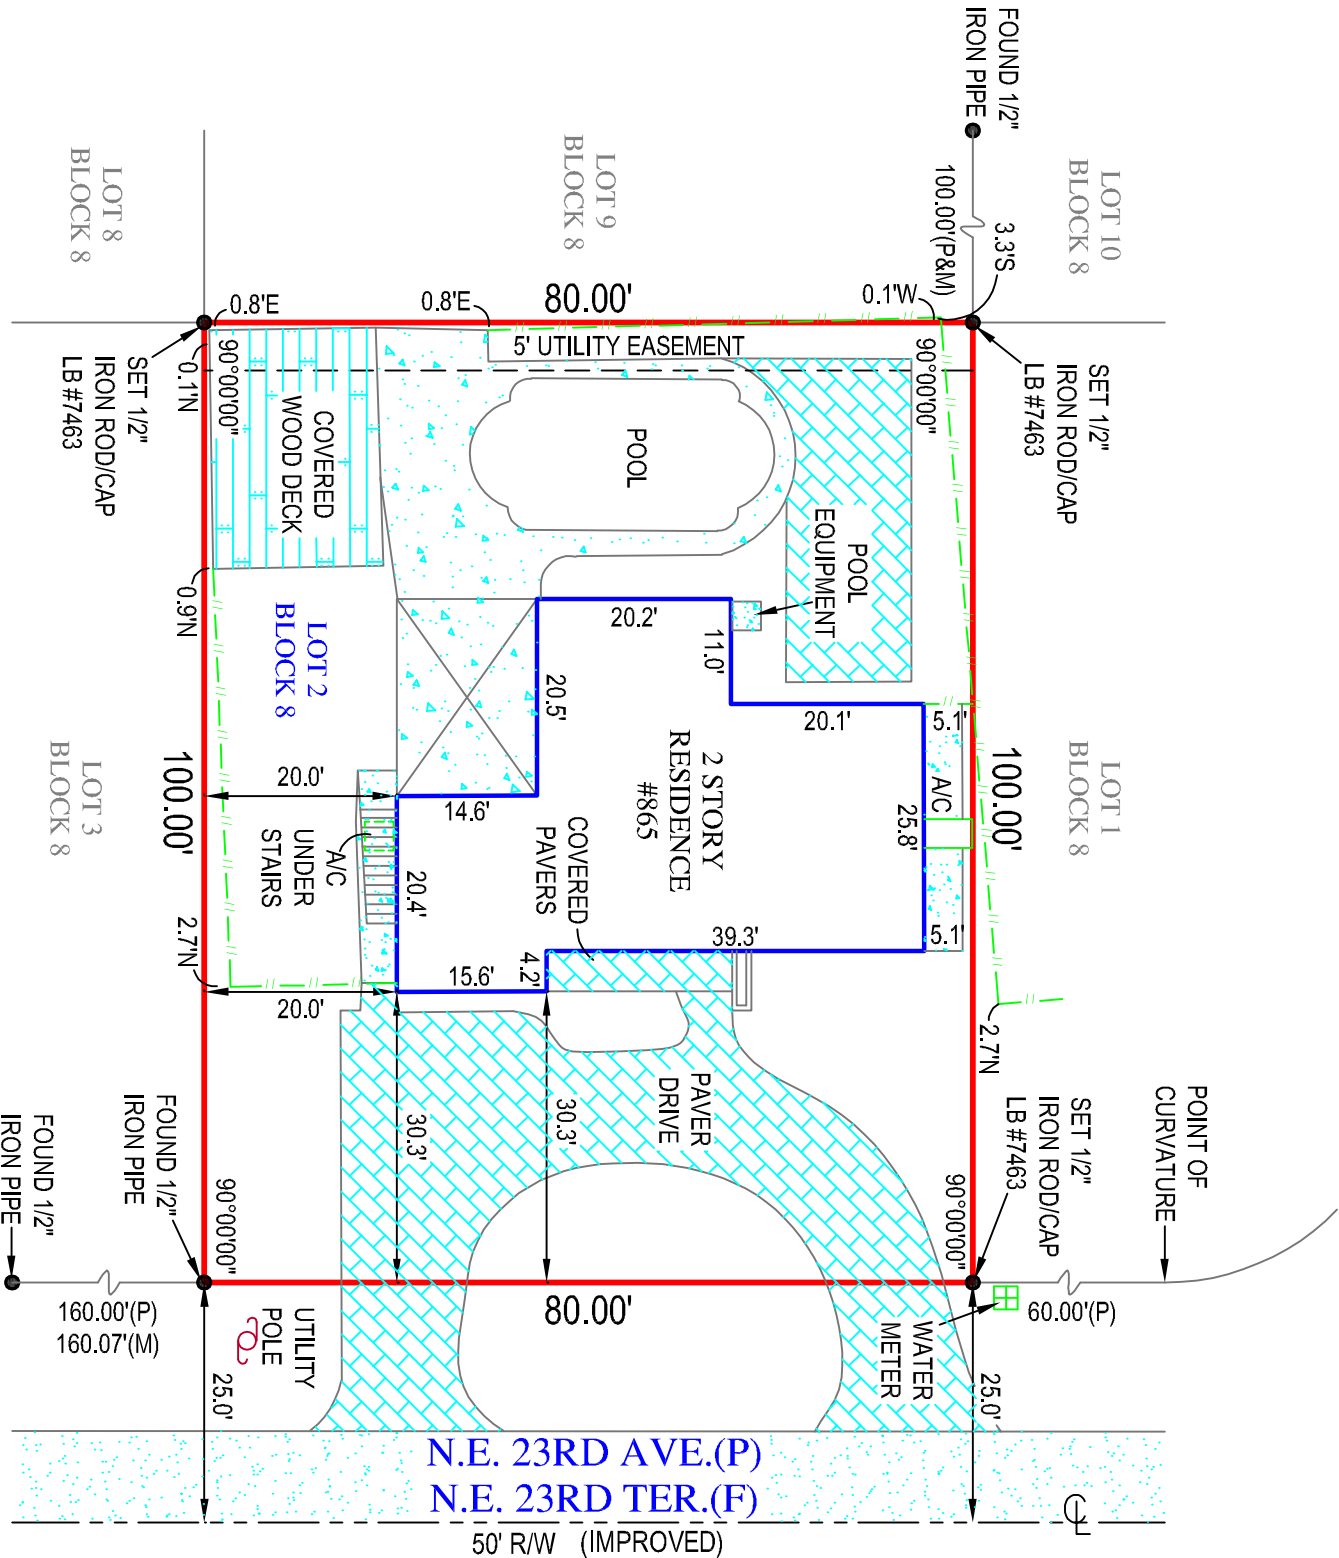 FOUND 1/2"
IRON PIPE
LOT 10
BLOCK 8
100.00'(P&M)
3.3'S
LOT 9
BLOCK 8
LOT 8
BLOCK 8
0.8'E
0.8'E
80.00'
0.1'W
5' UTILITY EASEMENT
90°00'00"
90°00'00"
SET 1/2"
IRON ROD/CAP
LB #7463
SET 1/2"
IRON ROD/CAP
LB #7463
0.1'N
COVERED
WOOD DECK
POOL
POOL
EQUIPMENT
0.9'N
LOT 2
BLOCK 8
20.2'
11.0'
20.5'
20.1'
5.1'
LOT 1
BLOCK 8
100.00'
A/C
25.8'
2 STORY
RESIDENCE
#865
14.6'
20.0'
100.00'
LOT 3
BLOCK 8
A/C
UNDER
STAIRS
20.4'
COVERED
PAVERS
39.3'
5.1'
4.2'
15.6'
2.7'N
20.0'
2.7'N
PAVER
DRIVE
30.3'
30.3'
POINT OF
CURVATURE
SET 1/2"
IRON ROD/CAP
LB #7463
90°00'00"
90°00'00"
FOUND 1/2"
IRON PIPE
FOUND 1/2"
IRON PIPE
160.00'(P)
160.07'(M)
80.00'
60.00'(P)
WATER
METER
UTILITY
POLE
25.0'
25.0'
N.E. 23RD AVE.(P)
N.E. 23RD TER.(F)
CL
50' R/W (IMPROVED)